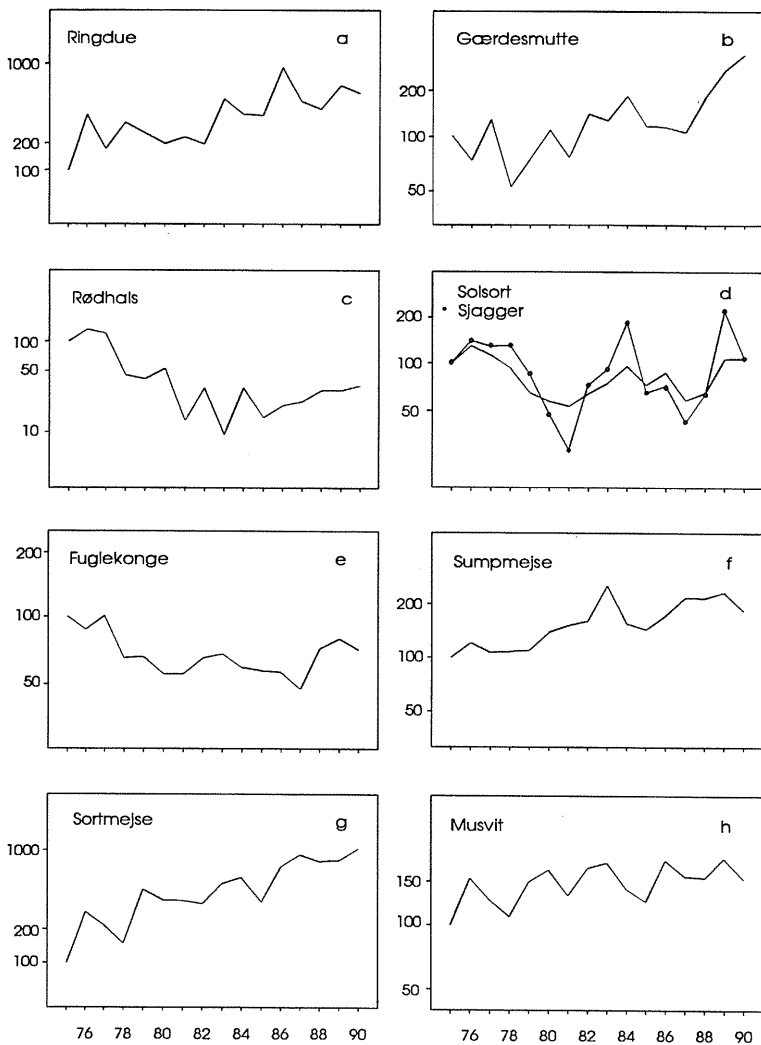 Ringdue a
1000
200
100
Gærdesmutte b
200
100
50
Rødhals c
100
50
10
Solsort d
• Sjagger
200
100
50
Fuglekonge e
200
100
50
Sumpmejse f
200
100
50
Sortmejse g
1000
200
100
76 78 80 82 84 86 88 90
Musvit h
150
100
50
76 78 80 82 84 86 88 90